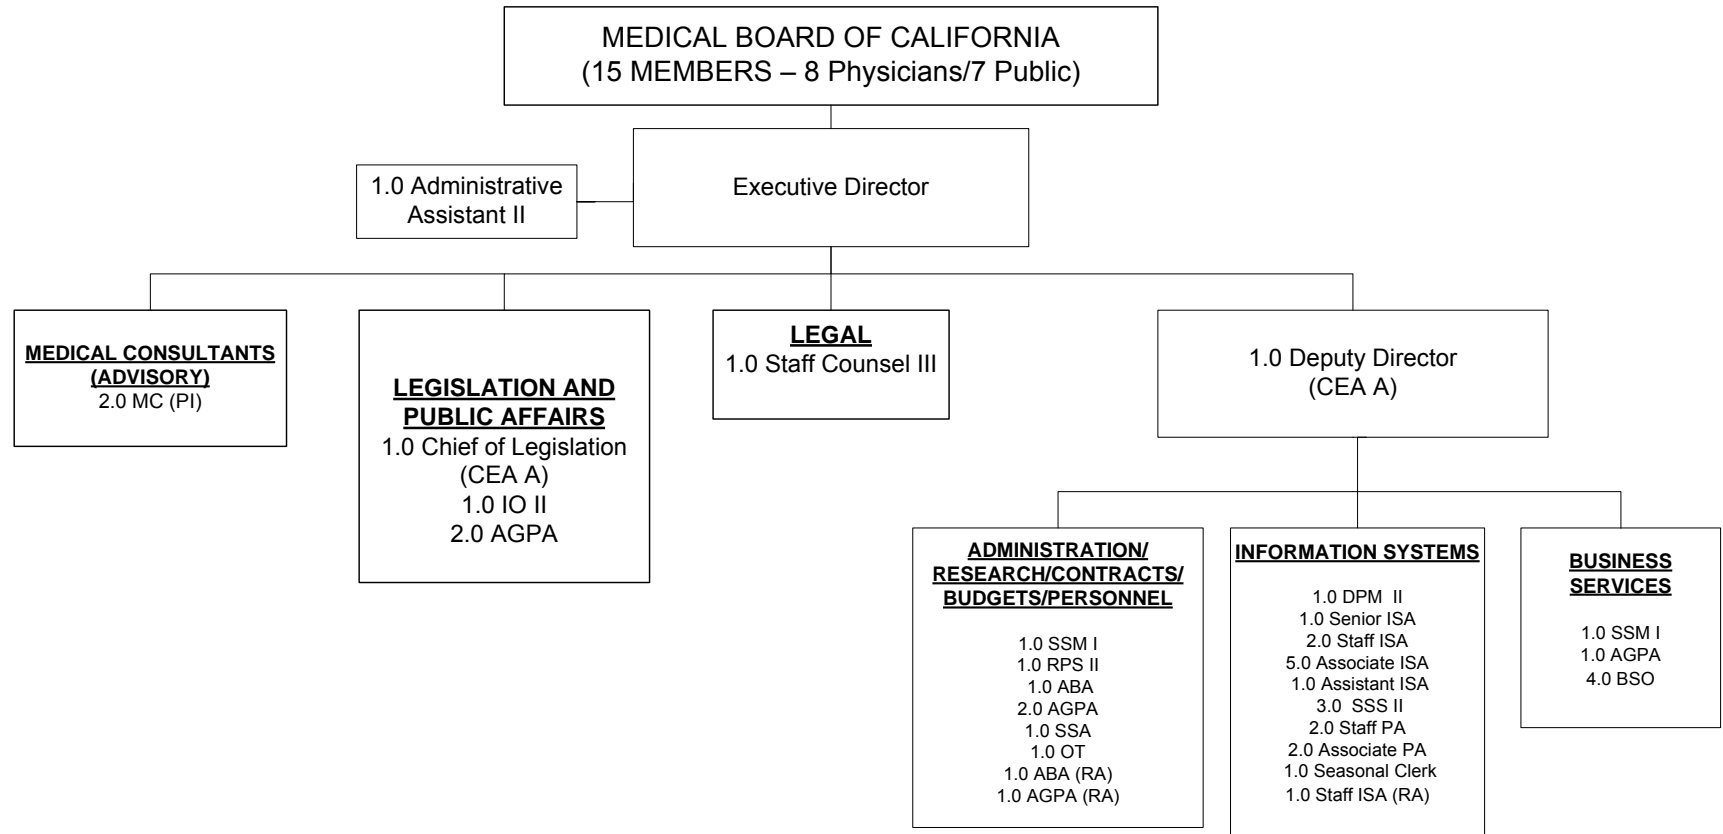 MEDICAL BOARD OF CALIFORNIA
(15 MEMBERS – 8 Physicians/7 Public)
1.0 Administrative
Assistant II
Executive Director
MEDICAL CONSULTANTS
(ADVISORY)
2.0 MC (PI)
LEGISLATION AND
PUBLIC AFFAIRS
1.0 Chief of Legislation
(CEA A)
1.0 IO II
2.0 AGPA
LEGAL
1.0 Staff Counsel III
1.0 Deputy Director
(CEA A)
ADMINISTRATION/
RESEARCH/CONTRACTS/
BUDGETS/PERSONNEL
1.0 SSM I
1.0 RPS II
1.0 ABA
2.0 AGPA
1.0 SSA
1.0 OT
1.0 ABA (RA)
1.0 AGPA (RA)
INFORMATION SYSTEMS
1.0 DPM  II
1.0 Senior ISA
2.0 Staff ISA
5.0 Associate ISA
1.0 Assistant ISA
3.0  SSS II
2.0 Staff PA
2.0 Associate PA
1.0 Seasonal Clerk
1.0 Staff ISA (RA)
BUSINESS
SERVICES
1.0 SSM I
1.0 AGPA
4.0 BSO